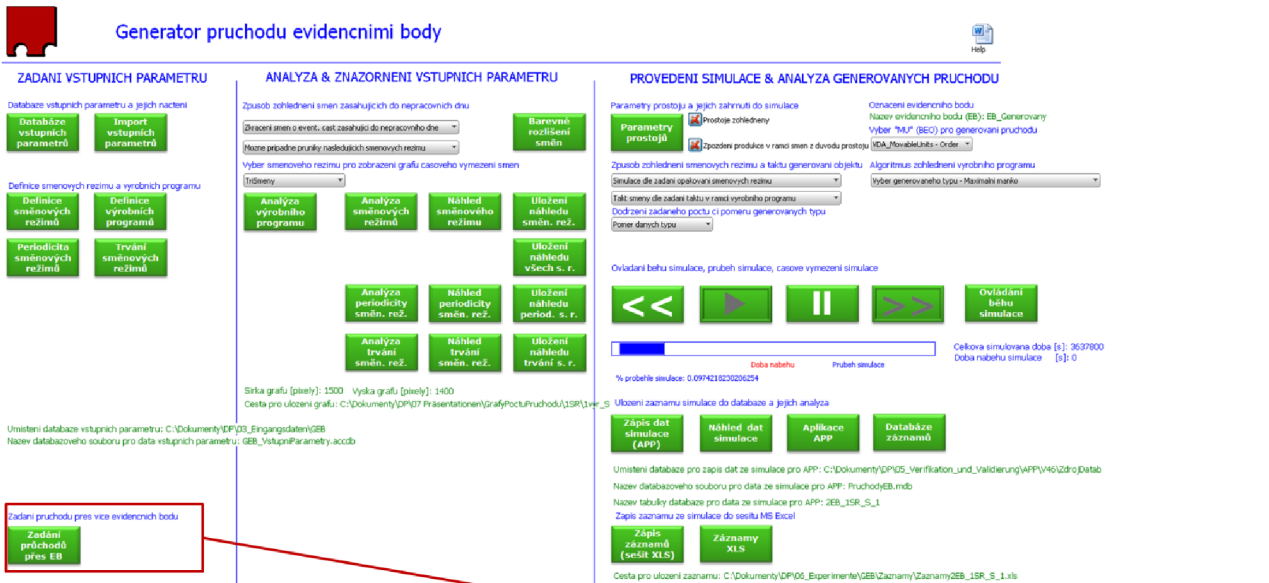 Generator pruchodu evidencnimi body
Help
ZADANI VSTUPNICH PARAMETRU
Databaze vstupnich parametru a jejich nacteni
Databáze vstupních parametrů
Import vstupních parametrů
Definice smenovych rezimu a vyrobnich programu
Definice směnových režimů
Definice výrobních programů
Periodicita směnových režimů
Trvání směnových režimů
ANALYZA & ZNAZORNENI VSTUPNICH PARAMETRU
Zpusob zohledneni smen zasahujicich do nepracovnich dnu
Zkraceni smen o event. cast zasahujici do nepracovniho dne
Mozne pripadne pruniky nasledujicich smenovych rezimu
Barevné rozlišení směn
Vyber smenoveho rezimu pro zobrazeni grafu casoveho vymezeni smen
TriSmeny
Analýza výrobního programu
Analýza směnových režimů
Náhled směnového režimu
Uložení náhledu směn. rež.
Uložení náhledu všech s. r.
Analýza periodicity směn. rež.
Náhled periodicity směn. rež.
Uložení náhledu period. s. r.
Analýza trvání směn. rež.
Náhled trvání směn. rež.
Uložení náhledu trvání s. r.
Sirka grafu [pixely]: 1500 Vyska grafu [pixely]: 1400
Cesta pro ulozeni grafu: C:\Dokumenty\DP\07 Präsentationen\GrafyPoctuPruchodu\1SR\1ver_S
Umisteni databaze vstupnich parametru: C:\Dokumenty\DP\03_Eingangsdaten\GEB
Nazev databazoveho souboru pro data vstupnich parametru: GEB_VstupniParametry.accdb
Zadani pruchodu pres vice evidencnich bodu
Zadání průchodů přes EB
PROVEDENI SIMULACE & ANALYZA GENEROVANYCH PRUCHODU
Parametry prostoju a jejich zahrnuti do simulace
Parametry prostojů
Prostoje zohledneny
Zpozdeni produkce v ramci smen z duvodu prostoju
Oznaceni evidencniho bodu
Nazev evidencniho bodu (EB): EB_Generovany
Vyber "MU" (BEO) pro generovani pruchodu
VDA_MovableUnits - Order
Zpusob zohledneni smenovych rezimu a taktu generovani objektu
Simulace dle zadani opakovani smenovych rezimu
Takt smeny dle zadani taktu v ramci vyrobniho programu
Algoritmus zohledneni vyrobniho programu
Vyber generovaneho typu - Maximalni manko
Dodrzeni zadaneho poctu ci pomeru generovanych typu
Pomer danych typu
Ovladani behu simulace, prubeh simulace, casove vymezeni simulace
<<
>>
Ovládání běhu simulace
Celkova simulovana doba [s]: 3637800
Doba nabehu simulace [s]: 0
Doba nabehu
Prubeh simulace
% probehle simulace: 0.0974218230206254
Ulozeni zaznamu simulace do databaze a jejich analyza
Zápis dat simulace (APP)
Náhled dat simulace
Aplikace APP
Databáze záznamů
Umisteni databaze pro zapis dat ze simulace pro APP: C:\Dokumenty\DP\05_Verifikation_und_Validierung\APP\V46\ZdrojDatab
Nazev databazoveho souboru pro data ze simulace pro APP: PruchodyEB.mdb
Nazev tabulky databaze pro data ze simulace pro APP: 2EB_1SR_S_1
Zapis zaznamu ze simulace do sesitu MS Excel
Zápis záznamů (sešit XLS)
Záznamy XLS
Cesta pro ulozeni zaznamu: C:\Dokumenty\DP\06_Experimente\GEB\Zaznamy\Zaznamy2EB_1SR_S_1.xls